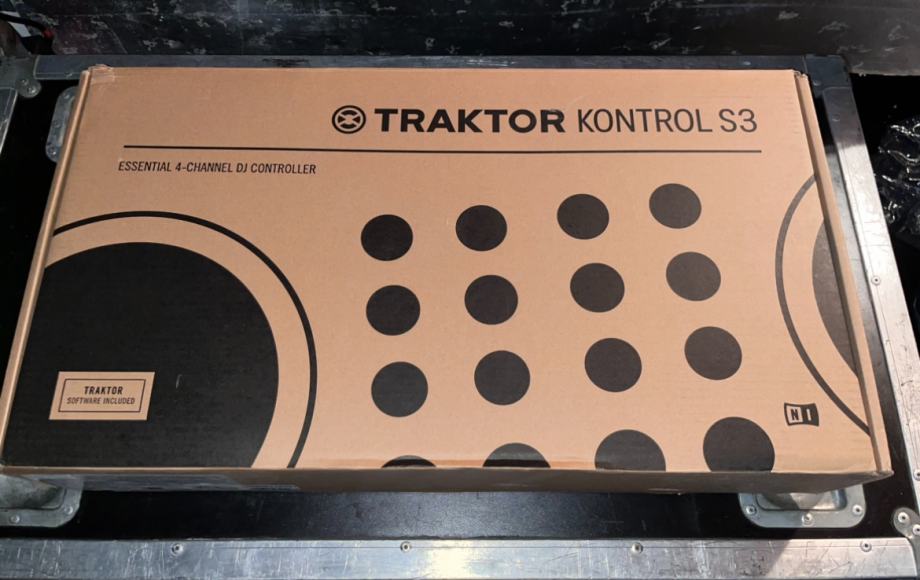 TRAKTOR KONTROL S3
ESSENTIAL 4-CHANNEL DJ CONTROLLER
TRAKTOR
SOFTWARE INCLUDED
NI